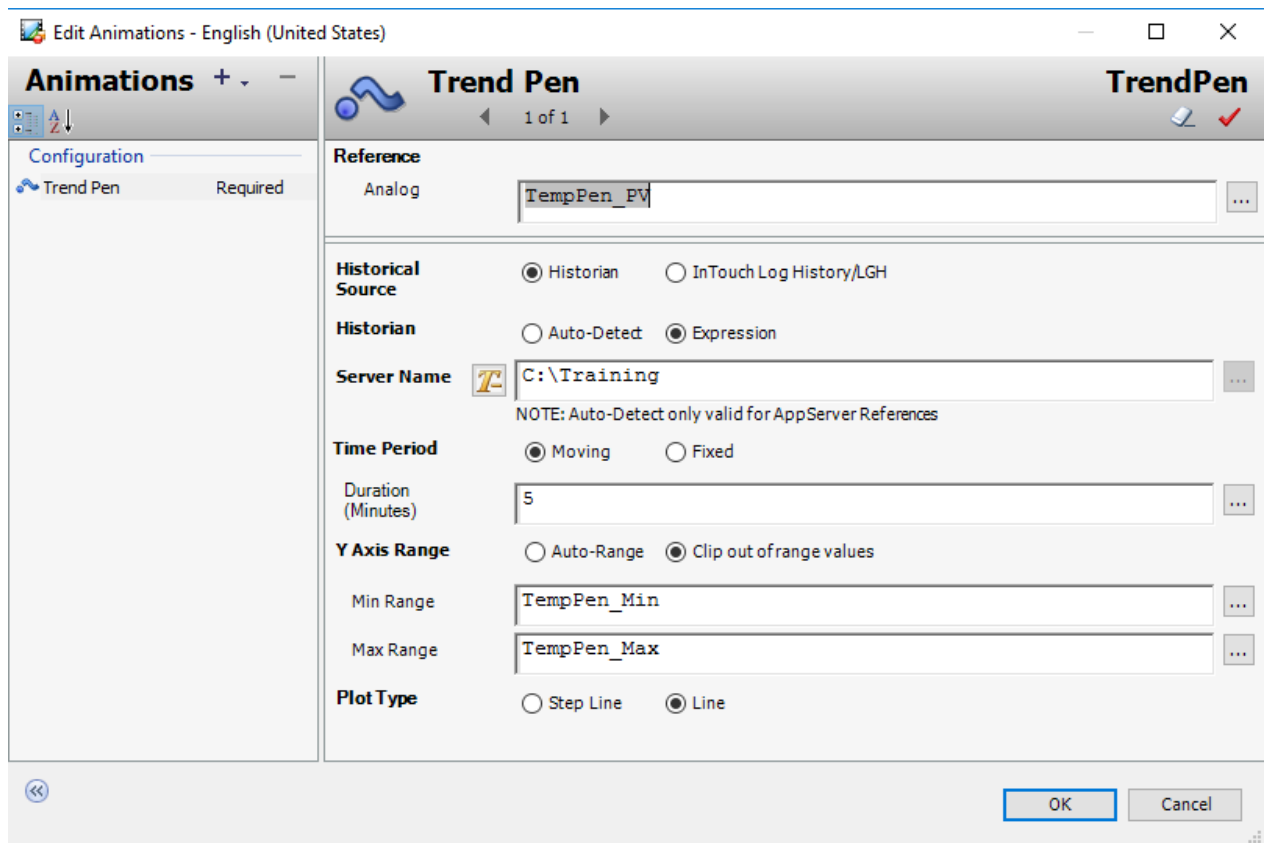 Edit Animations - English (United States)
Animations
Trend Pen
TrendPen
1 of 1
A
Z
Configuration
Trend Pen Required
Reference
Analog
TempPen_PV
...
Historical
Source
Historian
InTouch Log History/LGH
Historian
Auto-Detect
Expression
Server Name
T
C:\Training
...
NOTE: Auto-Detect only valid for AppServer References
Time Period
Moving
Fixed
Duration
(Minutes)
5
...
Y Axis Range
Auto-Range
Clip out of range values
Min Range
TempPen_Min
...
Max Range
TempPen_Max
...
Plot Type
Step Line
Line
OK
Cancel